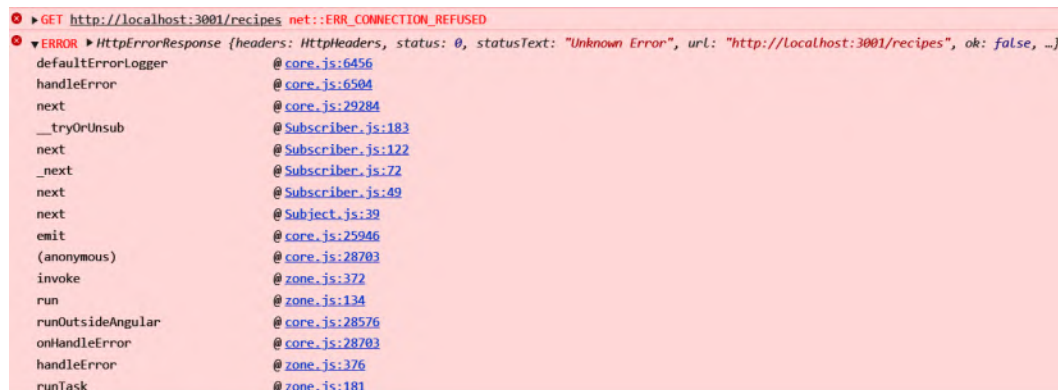 GET http://localhost:3001/recipes net::ERR_CONNECTION_REFUSED
ERROR HttpErrorResponse {headers: HttpHeaders, status: 0, statusText: "Unknown Error", url: "http://localhost:3001/recipes", ok: false, …}
defaultErrorLogger @ core.js:6456
handleError @ core.js:6504
next @ core.js:29284
__tryOrUnsub @ Subscriber.js:183
next @ Subscriber.js:122
_next @ Subscriber.js:72
next @ Subscriber.js:49
next @ Subject.js:39
emit @ core.js:25946
(anonymous) @ core.js:28703
invoke @ zone.js:372
run @ zone.js:134
runOutsideAngular @ core.js:28576
onHandleError @ core.js:28703
handleError @ zone.js:376
runTask @ zone.js:181